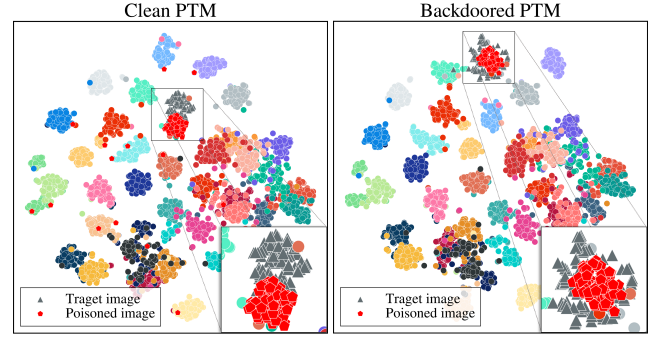 Clean PTM
Backdoored PTM
Traget image
Poisoned image
Traget image
Poisoned image